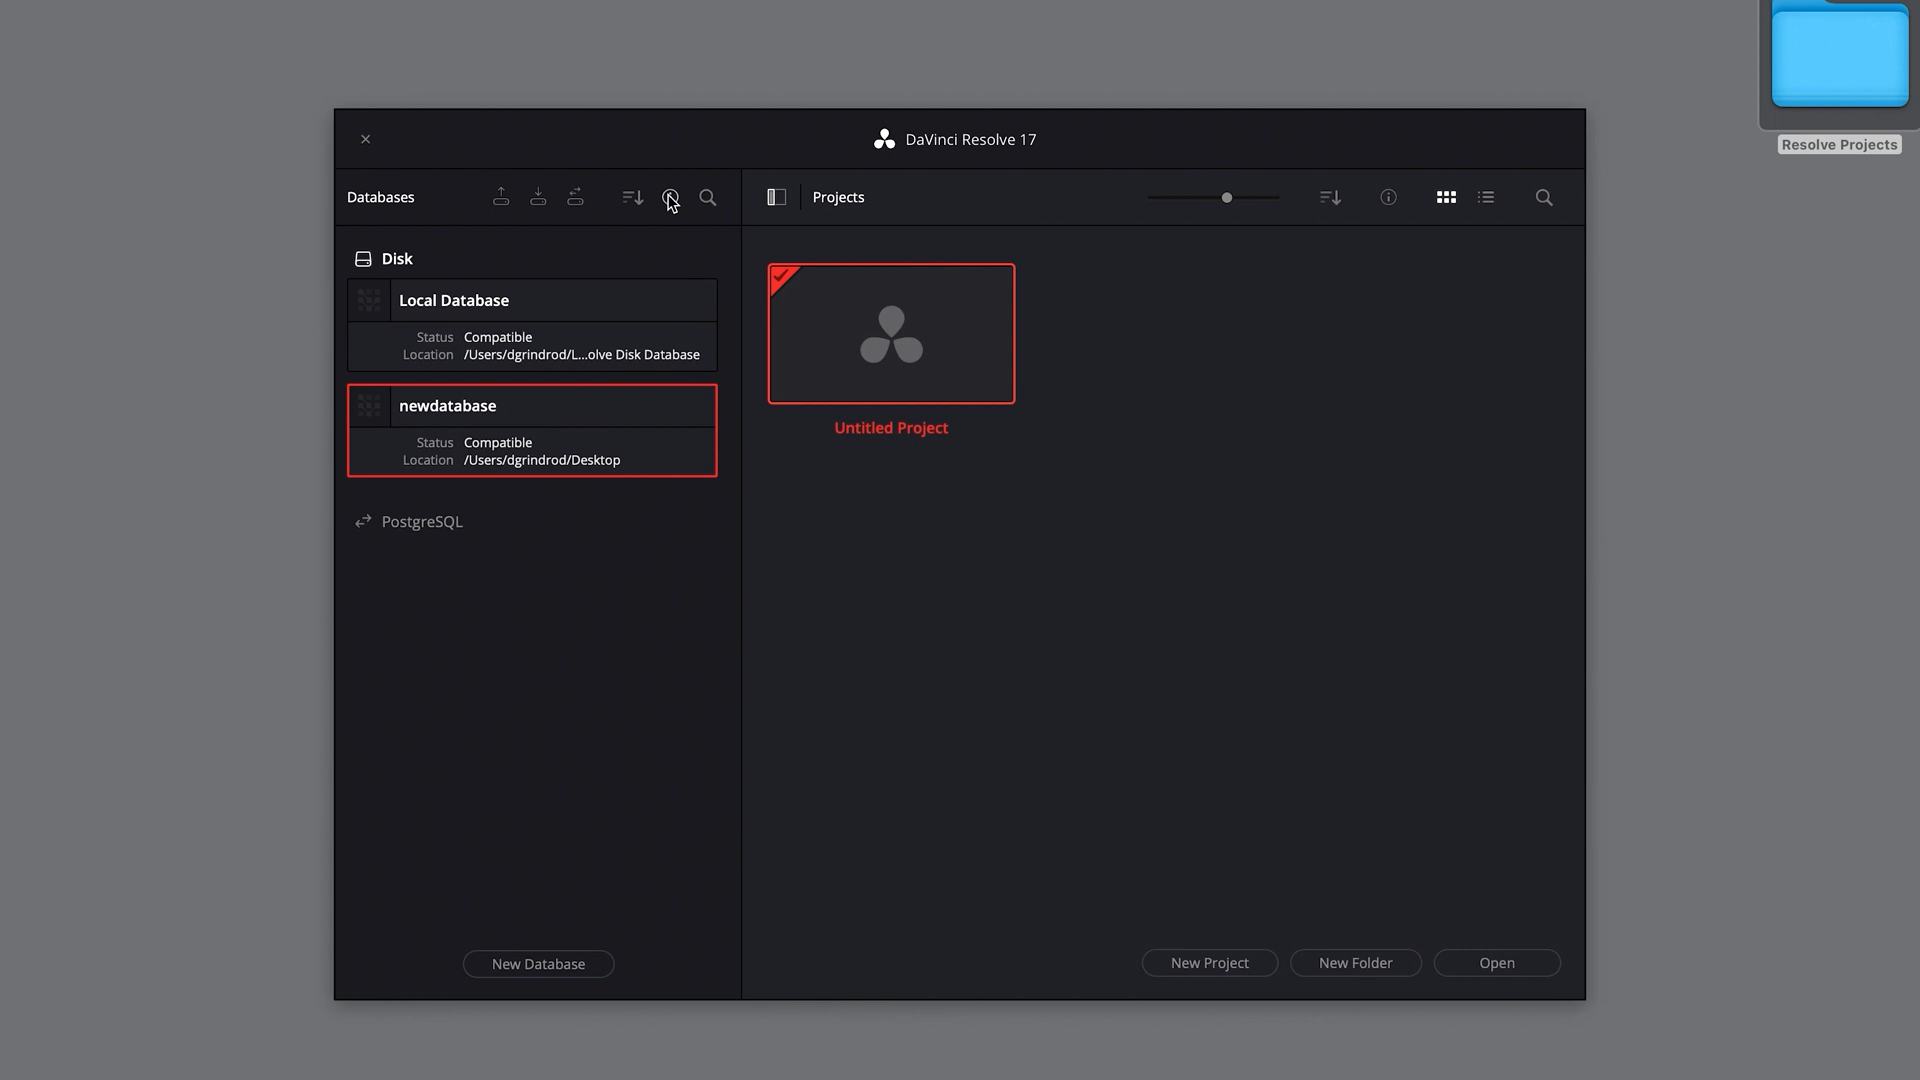 Resolve Projects
DaVinci Resolve 17
Databases
Projects
Disk
Local Database
Status Compatible
Location /Users/dgrindrod/L...olve Disk Database
newdatabase
Status Compatible
Location /Users/dgrindrod/Desktop
PostgreSQL
Untitled Project
New Database
New Project
New Folder
Open